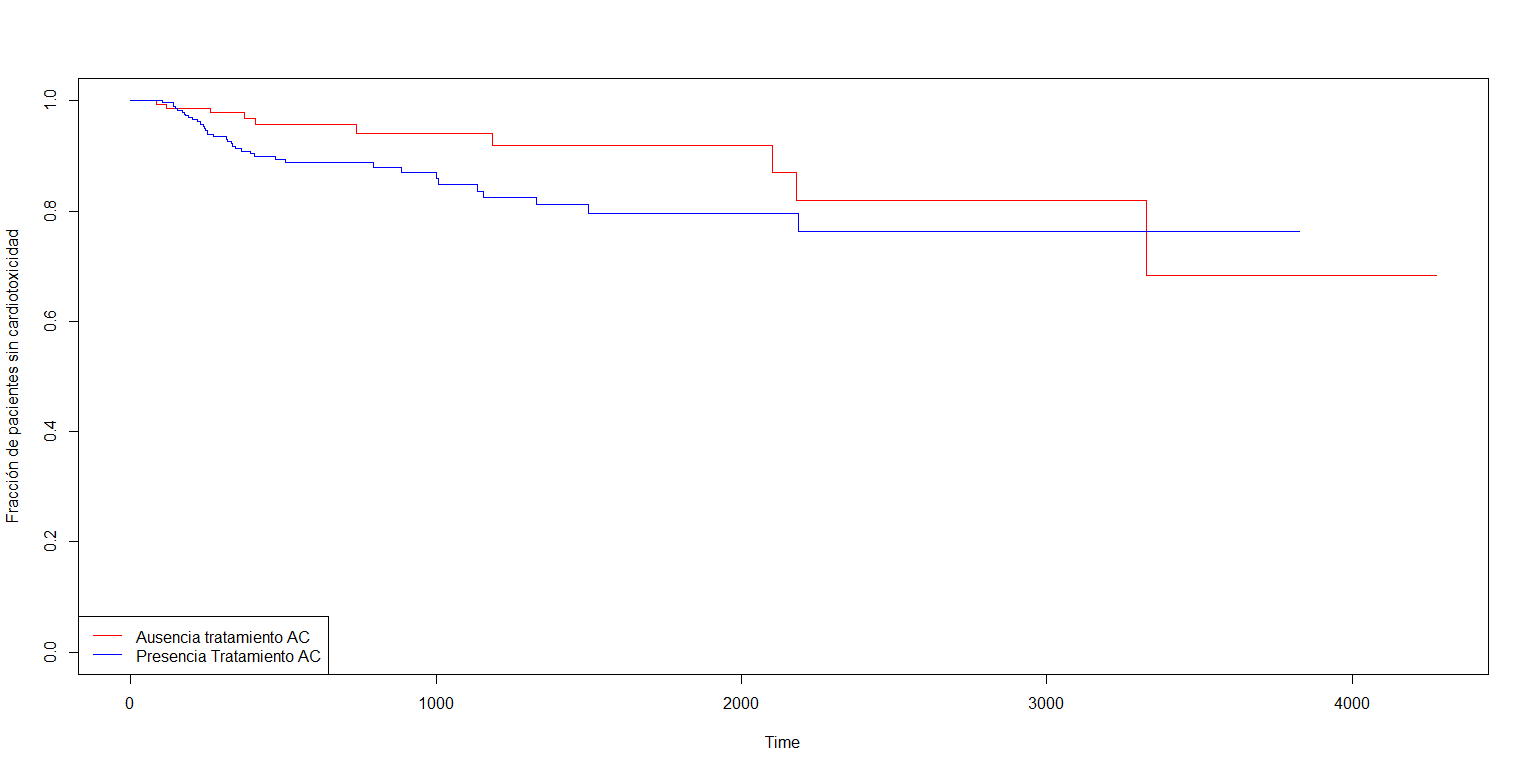 Fracción de pacientes sin cardiotoxicidad
1.0
0.8
0.6
0.4
0.2
0.0
Ausencia tratamiento AC
Presencia Tratamiento AC
0 1000 2000 3000 4000
Time